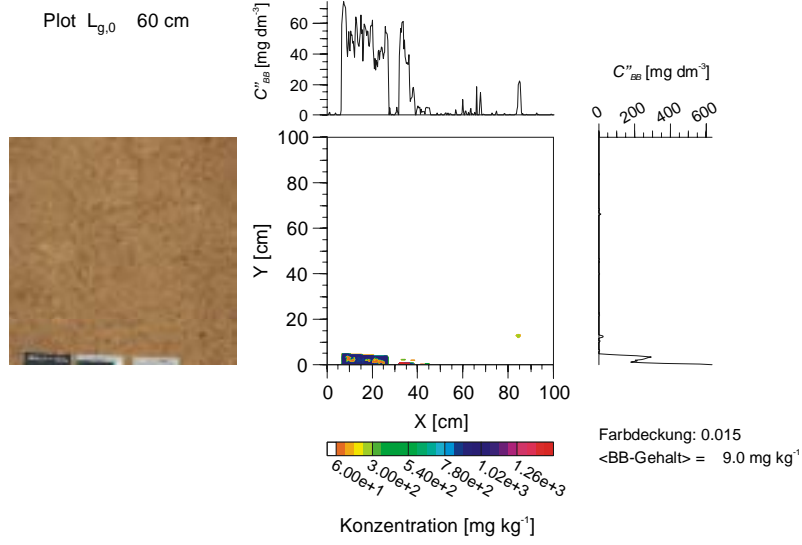 Plot L_g,0 60 cm
C"_BB [mg dm⁻³]
60
40
20
0
C"_BB [mg dm⁻³]
0
200
400
600
100
80
60
40
20
0
Y [cm]
0 20 40 60 80 100
X [cm]
6.00e+1 3.00e+2 5.40e+2 7.80e+2 1.02e+3 1.26e+3
Konzentration [mg kg⁻¹]
Farbdeckung: 0.015
<BB-Gehalt> = 9.0 mg kg⁻¹